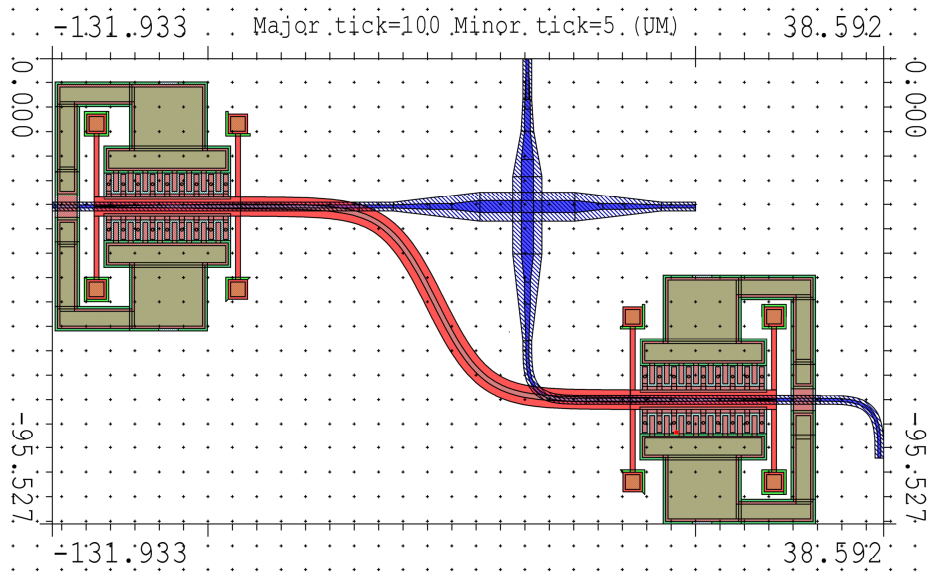 -131.933 Major tick=100 Minor tick=5 (UM) 38.592
0.000 0.000
-95.527 -95.527
-131.933 38.592